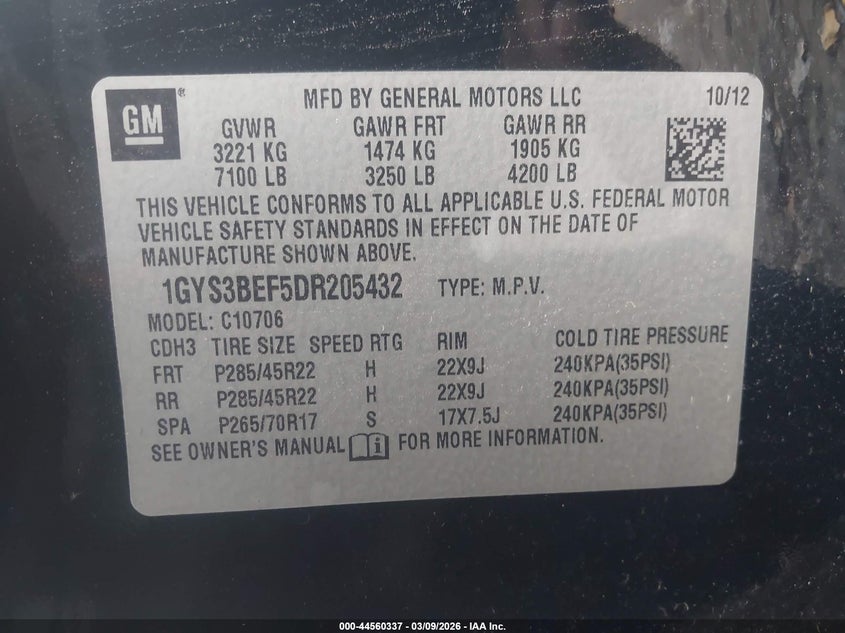 GM® MFD BY GENERAL MOTORS LLC 10/12
GVWR GAWR FRT GAWR RR
3221 KG 1474 KG 1905 KG
7100 LB 3250 LB 4200 LB
THIS VEHICLE CONFORMS TO ALL APPLICABLE U.S. FEDERAL MOTOR
VEHICLE SAFETY STANDARDS IN EFFECT ON THE DATE OF
MANUFACTURE SHOWN ABOVE.
1GYS3BEF5DR205432 TYPE: M.P.V.
MODEL: C10706
CDH3 TIRE SIZE SPEED RTG RIM COLD TIRE PRESSURE
FRT P285/45R22 H 22X9J 240KPA(35PSI)
RR P285/45R22 H 22X9J 240KPA(35PSI)
SPA P265/70R17 S 17X7.5J 240KPA(35PSI)
SEE OWNER'S MANUAL FOR MORE INFORMATION.
000-44560337 - 03/09/2026 - IAA Inc.